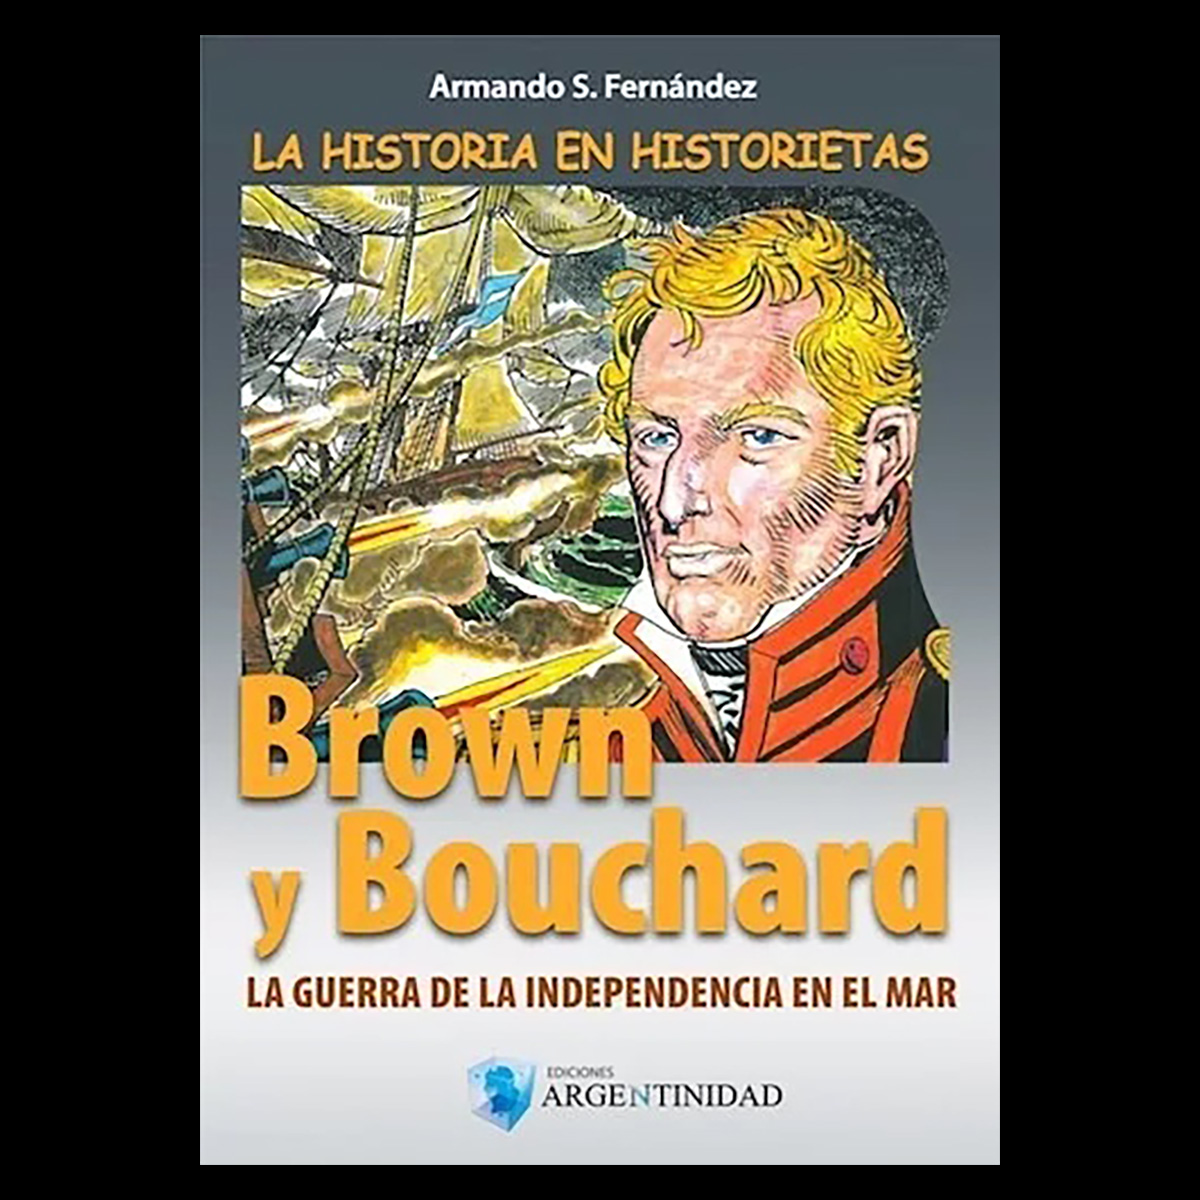 Armando S. Fernández
LA HISTORIA EN HISTORIETAS
Brown
y Bouchard
LA GUERRA DE LA INDEPENDENCIA EN EL MAR
EDICIONES
ARGENTINIDAD